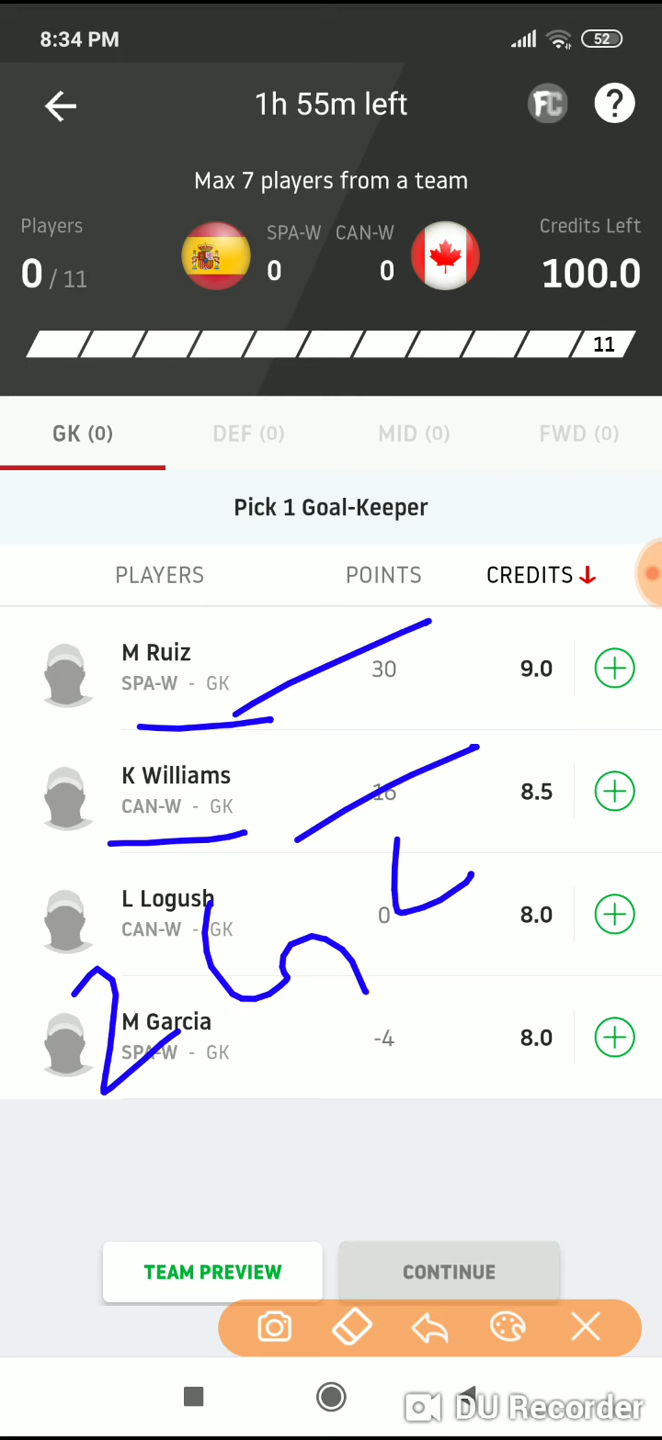 8:34 PM 52
1h 55m left FC ?
Max 7 players from a team
Players SPA-W CAN-W Credits Left
0 / 11 0 0 100.0
11
GK (0) DEF (0) MID (0) FWD (0)
Pick 1 Goal-Keeper
PLAYERS POINTS CREDITS
M Ruiz
SPA-W - GK 30 9.0
K Williams
CAN-W - GK 16 8.5
L Logush
CAN-W - GK 0 8.0
M Garcia
SPA-W - GK -4 8.0
TEAM PREVIEW CONTINUE
DU Recorder